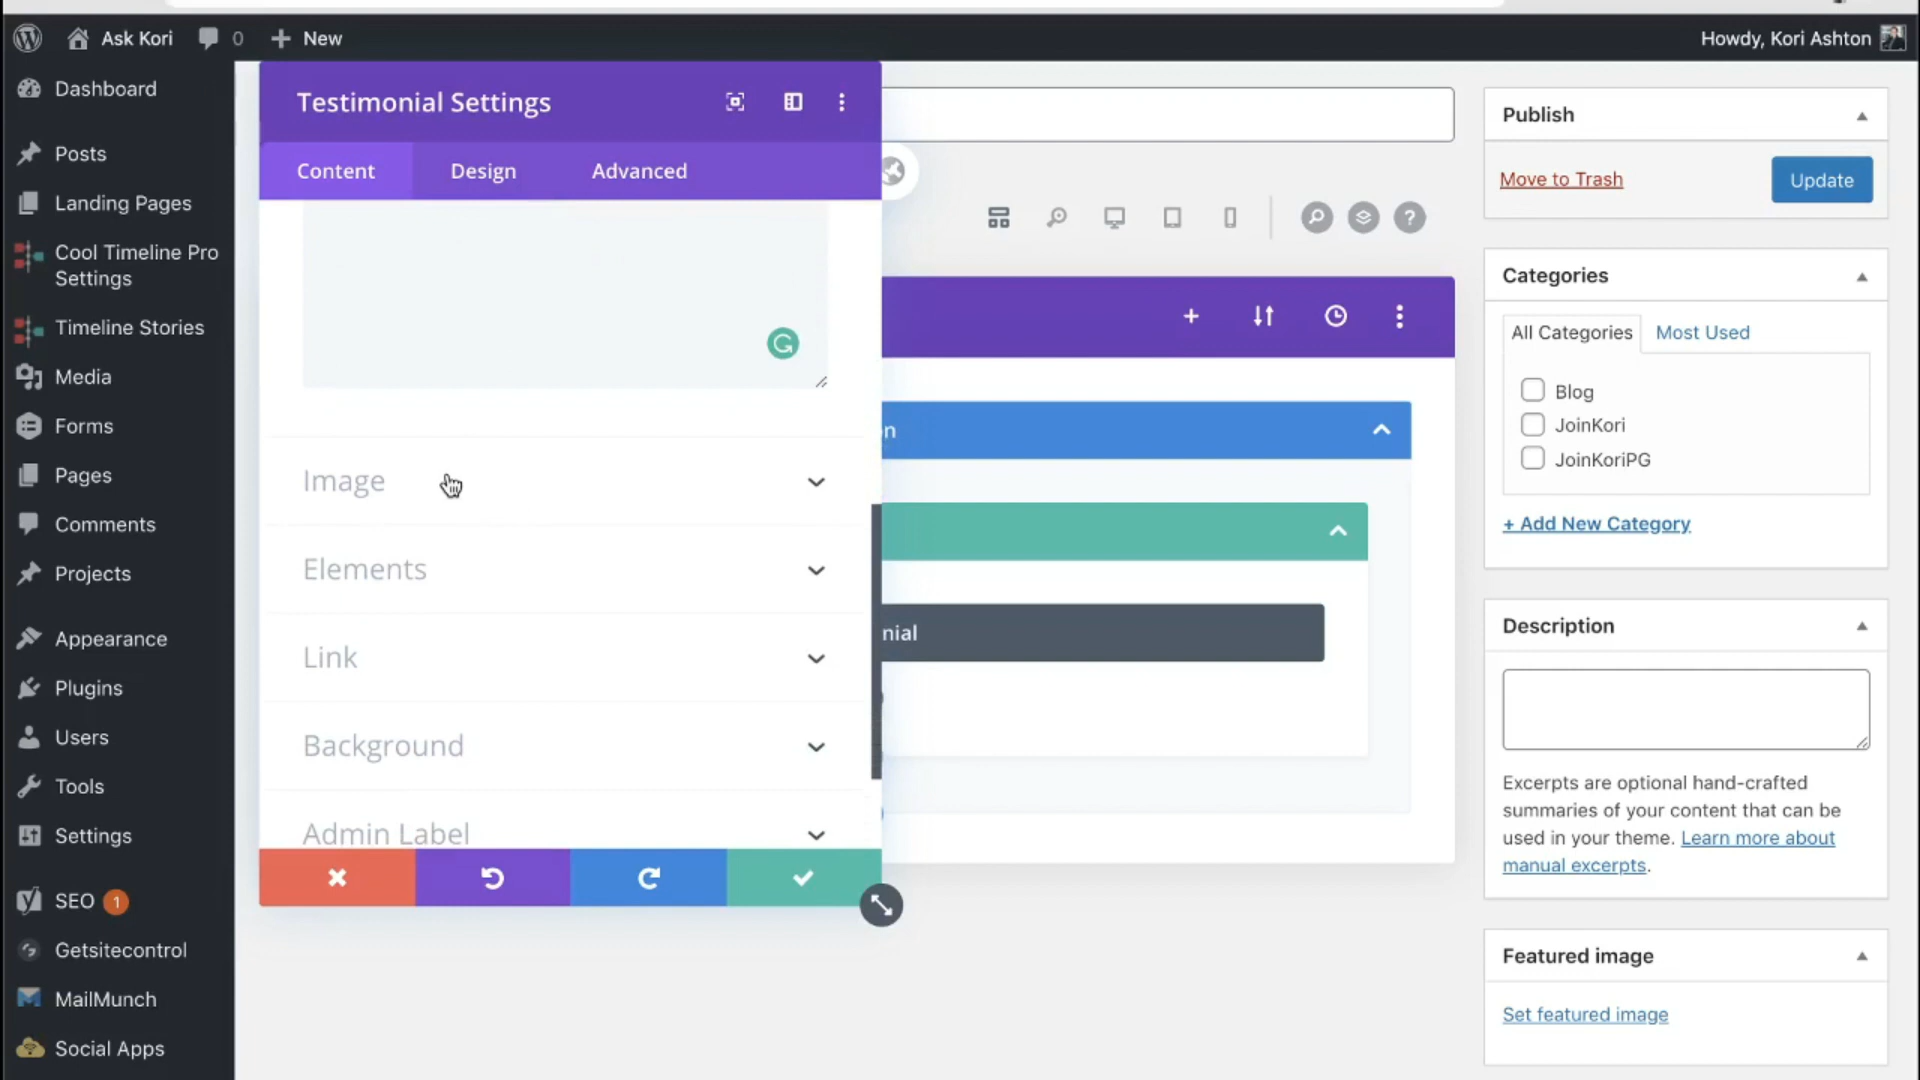 Ask Kori
0
New
Howdy, Kori Ashton
Dashboard
Posts
Landing Pages
Cool Timeline Pro
Settings
Timeline Stories
Media
Forms
Pages
Comments
Projects
Appearance
Plugins
Users
Tools
Settings
SEO 1
Getsitecontrol
MailMunch
Social Apps
Testimonial Settings
Content
Design
Advanced
Image
Elements
Link
Background
Admin Label
on
nial
Publish
Move to Trash
Update
Categories
All Categories
Most Used
Blog
JoinKori
JoinKoriPG
+ Add New Category
Description
Excerpts are optional hand-crafted
summaries of your content that can be
used in your theme. Learn more about
manual excerpts.
Featured image
Set featured image